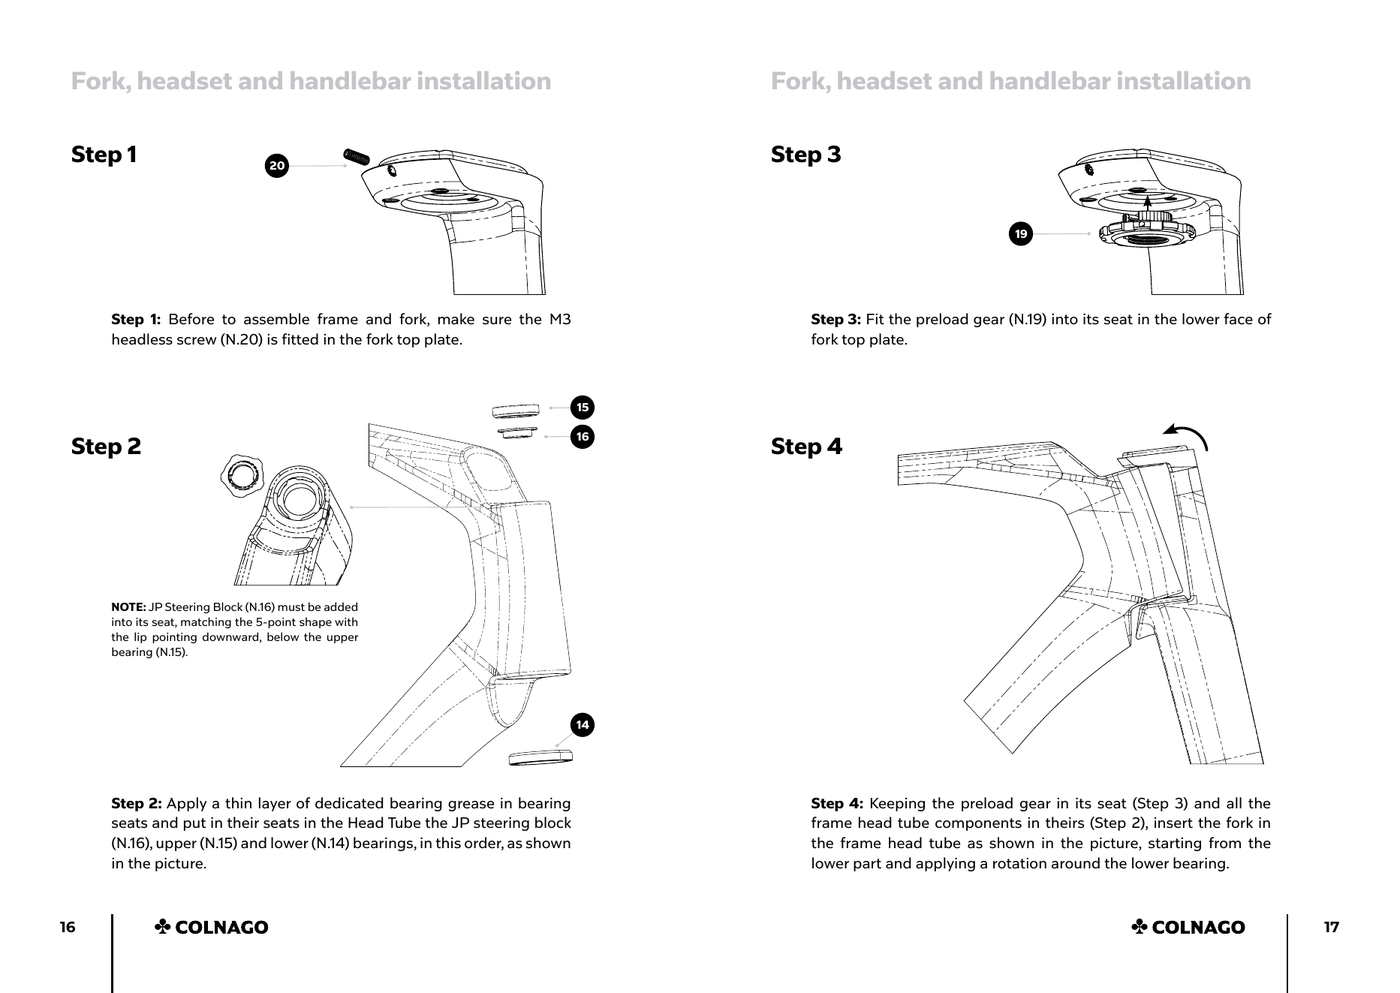 Fork, headset and handlebar installation
Step 1
20
Step 1: Before to assemble frame and fork, make sure the M3
headless screw (N.20) is fitted in the fork top plate.
Step 2
15
16
NOTE: JP Steering Block (N.16) must be added
into its seat, matching the 5-point shape with
the lip pointing downward, below the upper
bearing (N.15).
14
Step 2: Apply a thin layer of dedicated bearing grease in bearing
seats and put in their seats in the Head Tube the JP steering block
(N.16), upper (N.15) and lower (N.14) bearings, in this order, as shown
in the picture.
16
COLNAGO
Fork, headset and handlebar installation
Step 3
19
Step 3: Fit the preload gear (N.19) into its seat in the lower face of
fork top plate.
Step 4
Step 4: Keeping the preload gear in its seat (Step 3) and all the
frame head tube components in theirs (Step 2), insert the fork in
the frame head tube as shown in the picture, starting from the
lower part and applying a rotation around the lower bearing.
COLNAGO
17